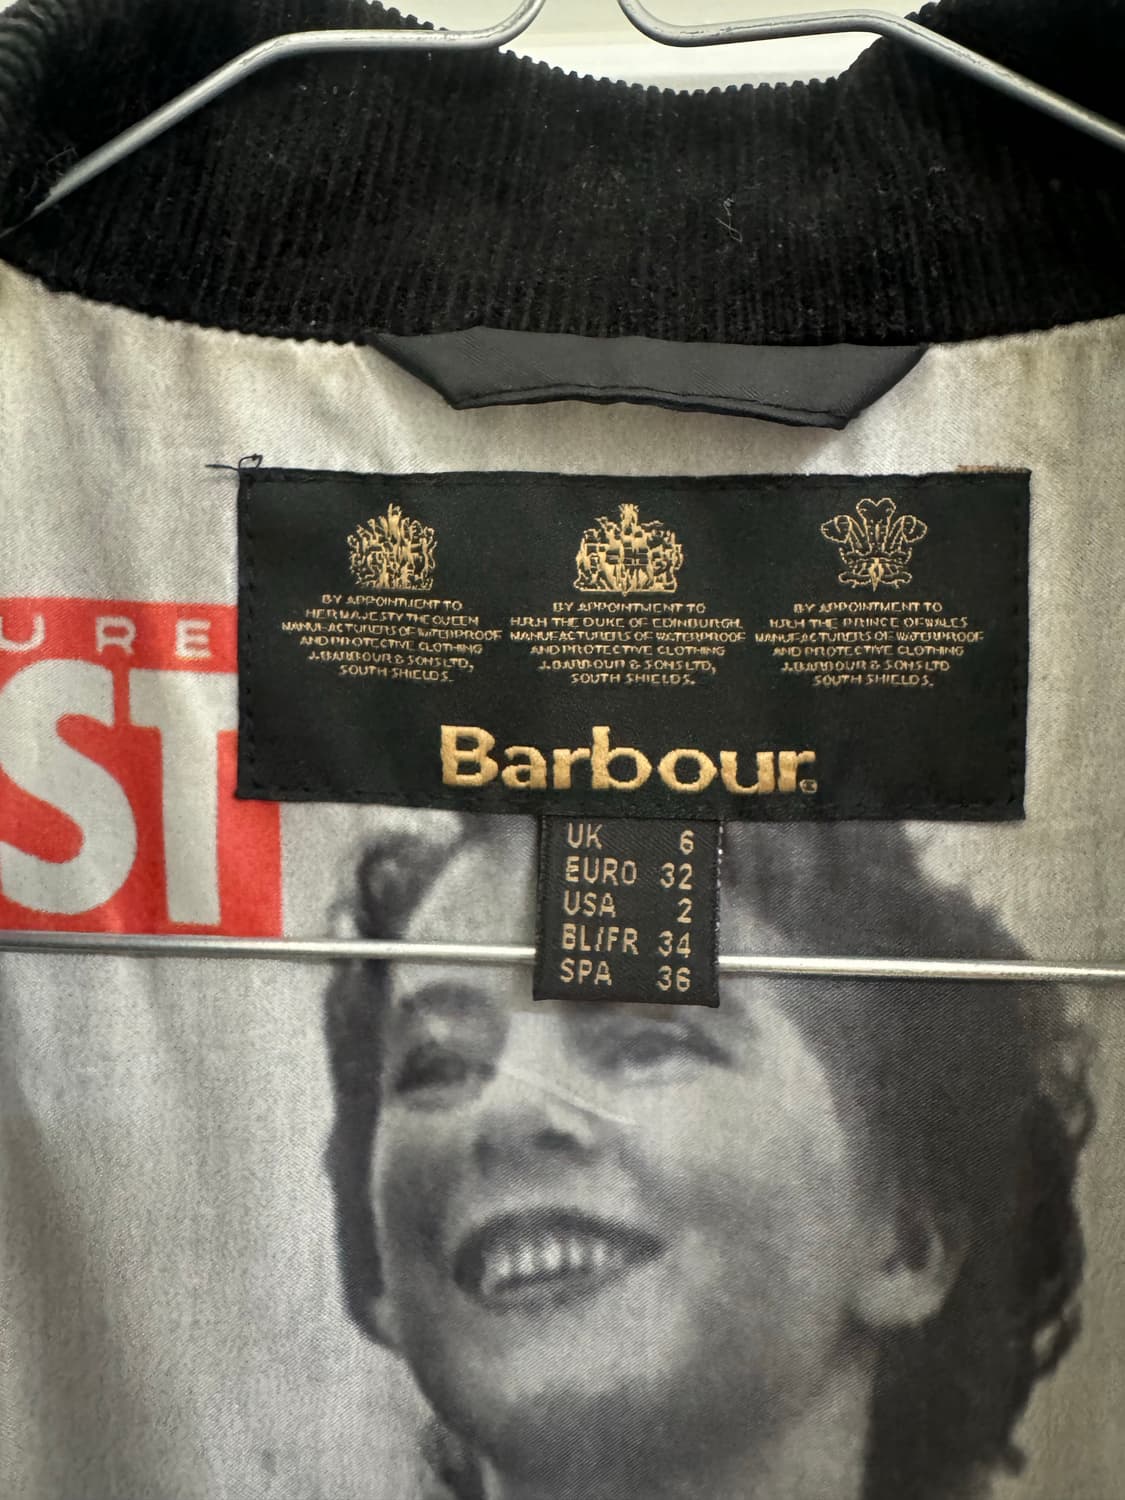 BY APPOINTMENT TO
HER MAJESTY THE QUEEN
MANUFACTURERS OF WATERPROOF
AND PROTECTIVE CLOTHING
J.BARBOUR & SONS LTD,
SOUTH SHIELDS.
BY APPOINTMENT TO
H.R.H. THE DUKE OF EDINBURGH,
MANUFACTURERS OF WATERPROOF
AND PROTECTIVE CLOTHING
J.BARBOUR & SONS LTD,
SOUTH SHIELDS.
BY APPOINTMENT TO
H.R.H. THE PRINCE OF WALES
MANUFACTURERS OF WATERPROOF
AND PROTECTIVE CLOTHING
J.BARBOUR & SONS LTD
SOUTH SHIELDS.
URE
ST
Barbour
UK 6
EURO 32
USA 2
BL/FR 34
SPA 36